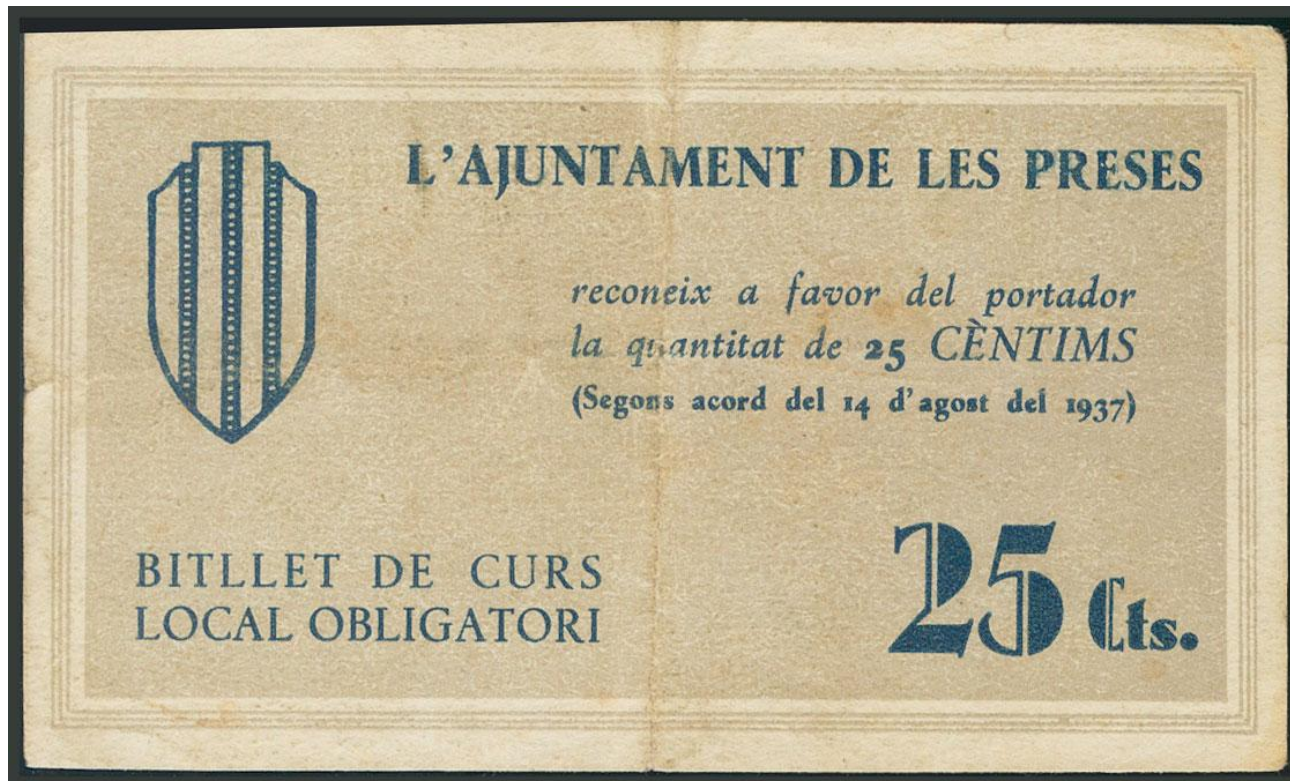 L'AJUNTAMENT DE LES PRESES
reconeix a favor del portador
la quantitat de 25 CÈNTIMS
(Segons acord del 14 d'agost del 1937)
BITLLET DE CURS
LOCAL OBLIGATORI
25 Cts.